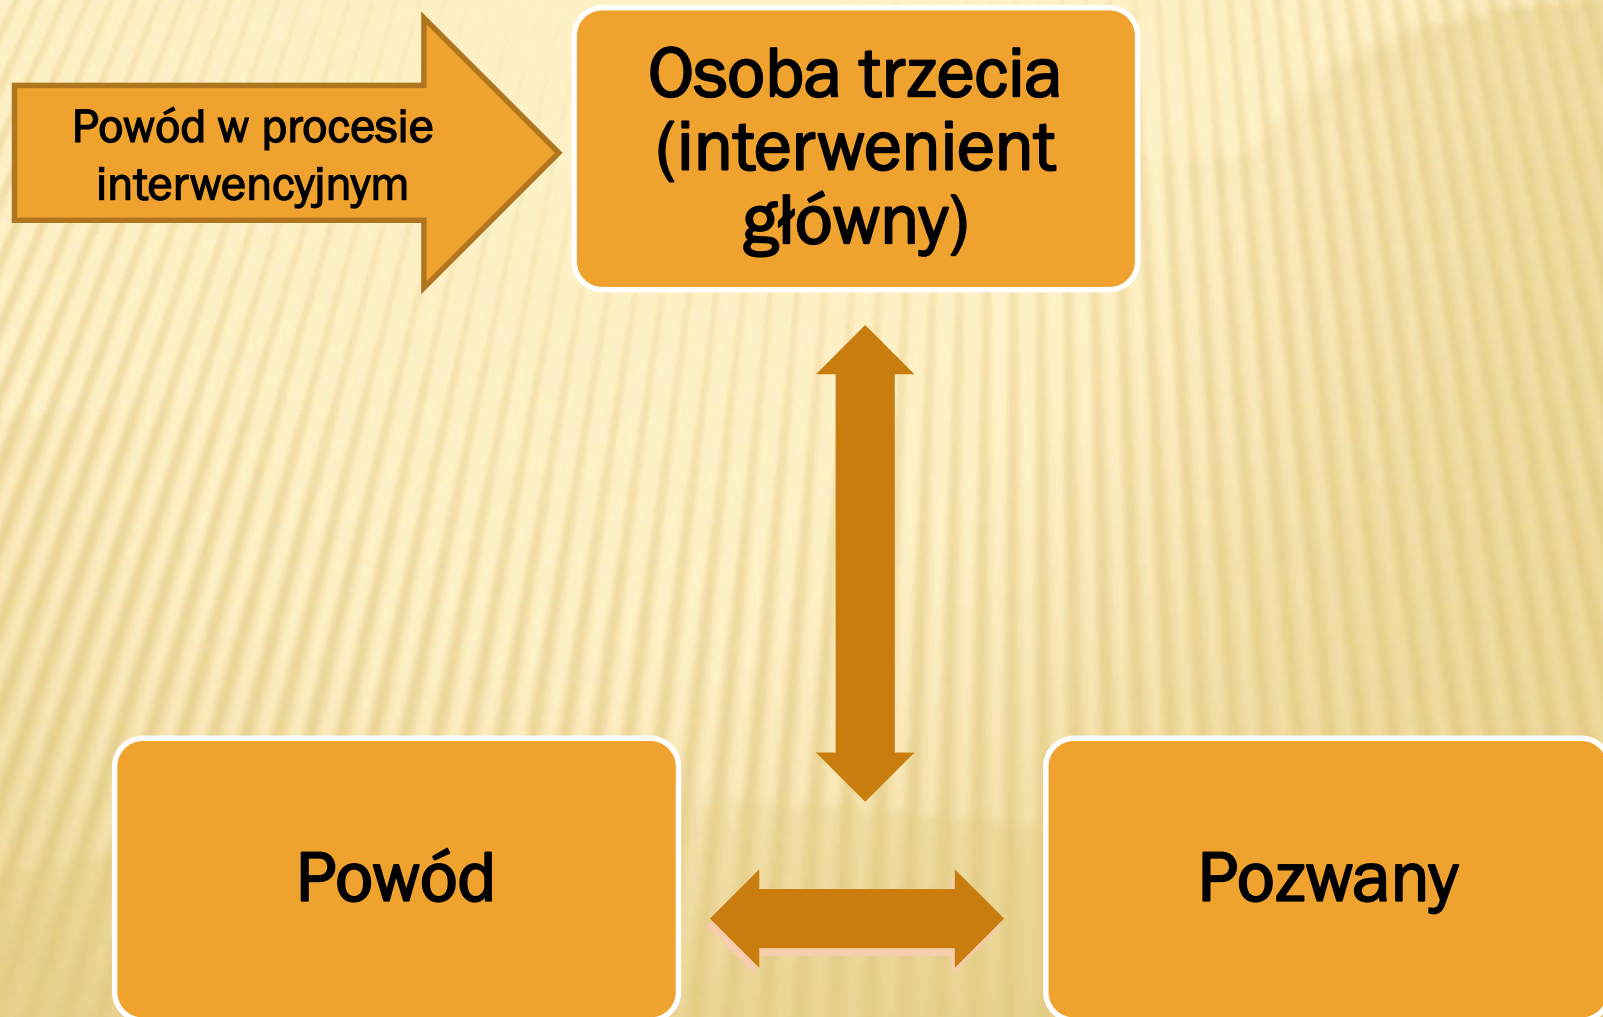 Powód w procesie
interwencyjnym
Osoba trzecia
(interwenient
główny)
Powód
Pozwany